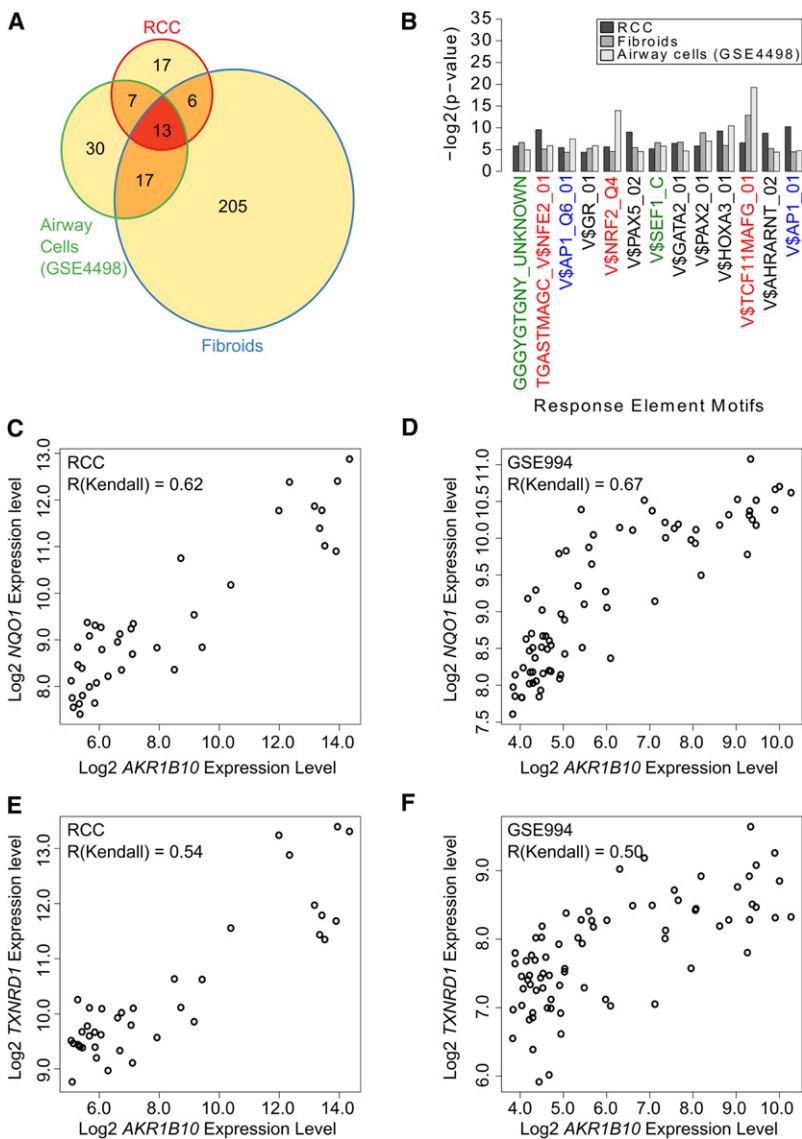 A
RCC
17
7
6
13
30
17
205
Airway
Cells
(GSE4498)
Fibroids
B
−log2(p−value)
35
30
25
20
15
10
5
0
RCC
Fibroids
Airway cells (GSE4498)
GGGYGTGNY_UNKNOWN
TGASTMAGC_V$NFE2_01
V$AP1_Q6_01
V$GR_01
V$NRF2_Q4
V$PAX5_02
V$SEF1_C
V$GATA2_01
V$PAX2_01
V$HOXA3_01
V$TCF11MAFG_01
V$AHRARNT_02
V$AP1_01
Response Element Motifs
C
RCC
R(Kendall) = 0.62
Log2 NQO1 Expression level
13.0
12.0
11.0
10.0
9.0
8.0
6.0 8.0 10.0 12.0 14.0
Log2 AKR1B10 Expression Level
D
GSE994
R(Kendall) = 0.67
Log2 NQO1 Expression level
11.0
10.5
10.0
9.5
9.0
8.5
8.0
7.5
4.0 5.0 6.0 7.0 8.0 9.0 10.0
Log2 AKR1B10 Expression Level
E
RCC
R(Kendall) = 0.54
Log2 TXNRD1 Expression level
13.0
12.0
11.0
10.0
9.0
6.0 8.0 10.0 12.0 14.0
Log2 AKR1B10 Expression Level
F
GSE994
R(Kendall) = 0.50
Log2 TXNRD1 Expression level
9.0
8.0
7.0
6.0
4.0 5.0 6.0 7.0 8.0 9.0 10.0
Log2 AKR1B10 Expression Level